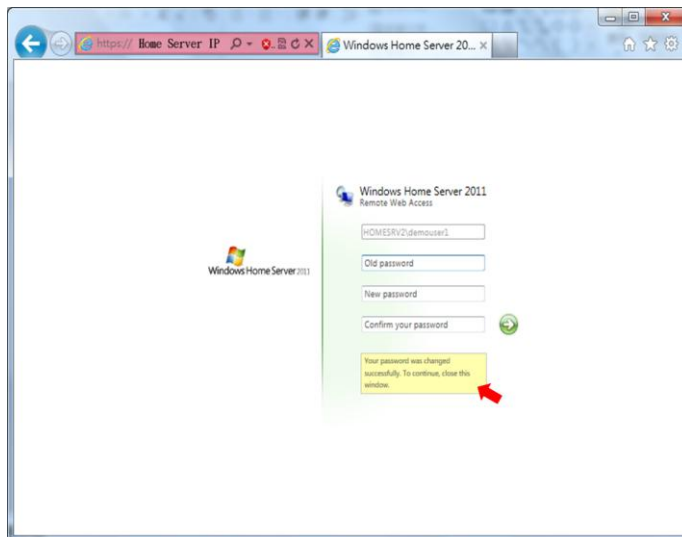 https:// Home Server IP
Windows Home Server 20...
Windows Home Server 2011
Remote Web Access
HOMESRV2\demouser1
Old password
Windows Home Server 2011
New password
Confirm your password
Your password was changed
successfully. To continue, close this
window.